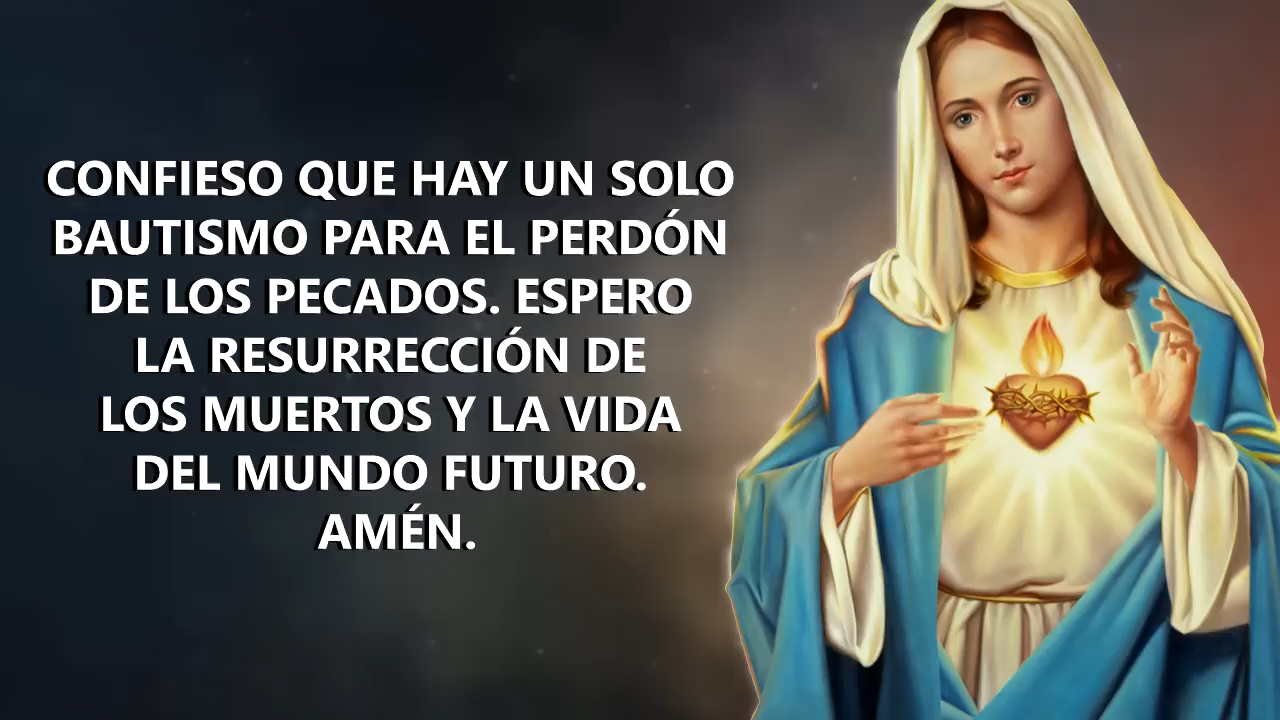 CONFIESO QUE HAY UN SOLO
BAUTISMO PARA EL PERDÓN
DE LOS PECADOS. ESPERO
LA RESURRECCIÓN DE
LOS MUERTOS Y LA VIDA
DEL MUNDO FUTURO.
AMÉN.